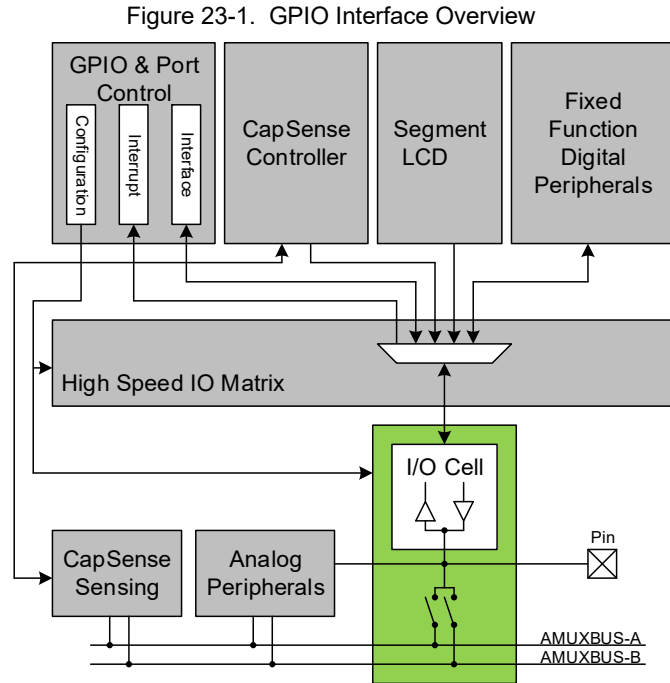 Figure 23-1.  GPIO Interface Overview
GPIO & Port
Control
Configuration
Interrupt
Interface
CapSense
Controller
Segment
LCD
Fixed
Function
Digital
Peripherals
High Speed IO Matrix
I/O Cell
CapSense
Sensing
Analog
Peripherals
Pin
AMUXBUS-A
AMUXBUS-B